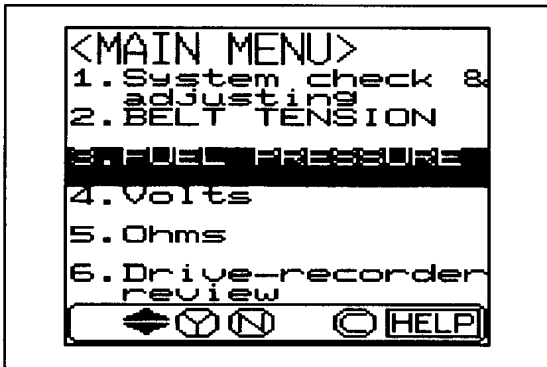 <MAIN MENU>
1.System check &
adjusting
2.BELT TENSION
3.FUEL PRESSURE
4.Volts
5.Ohms
6.Drive-recorder
review
Y N C HELP